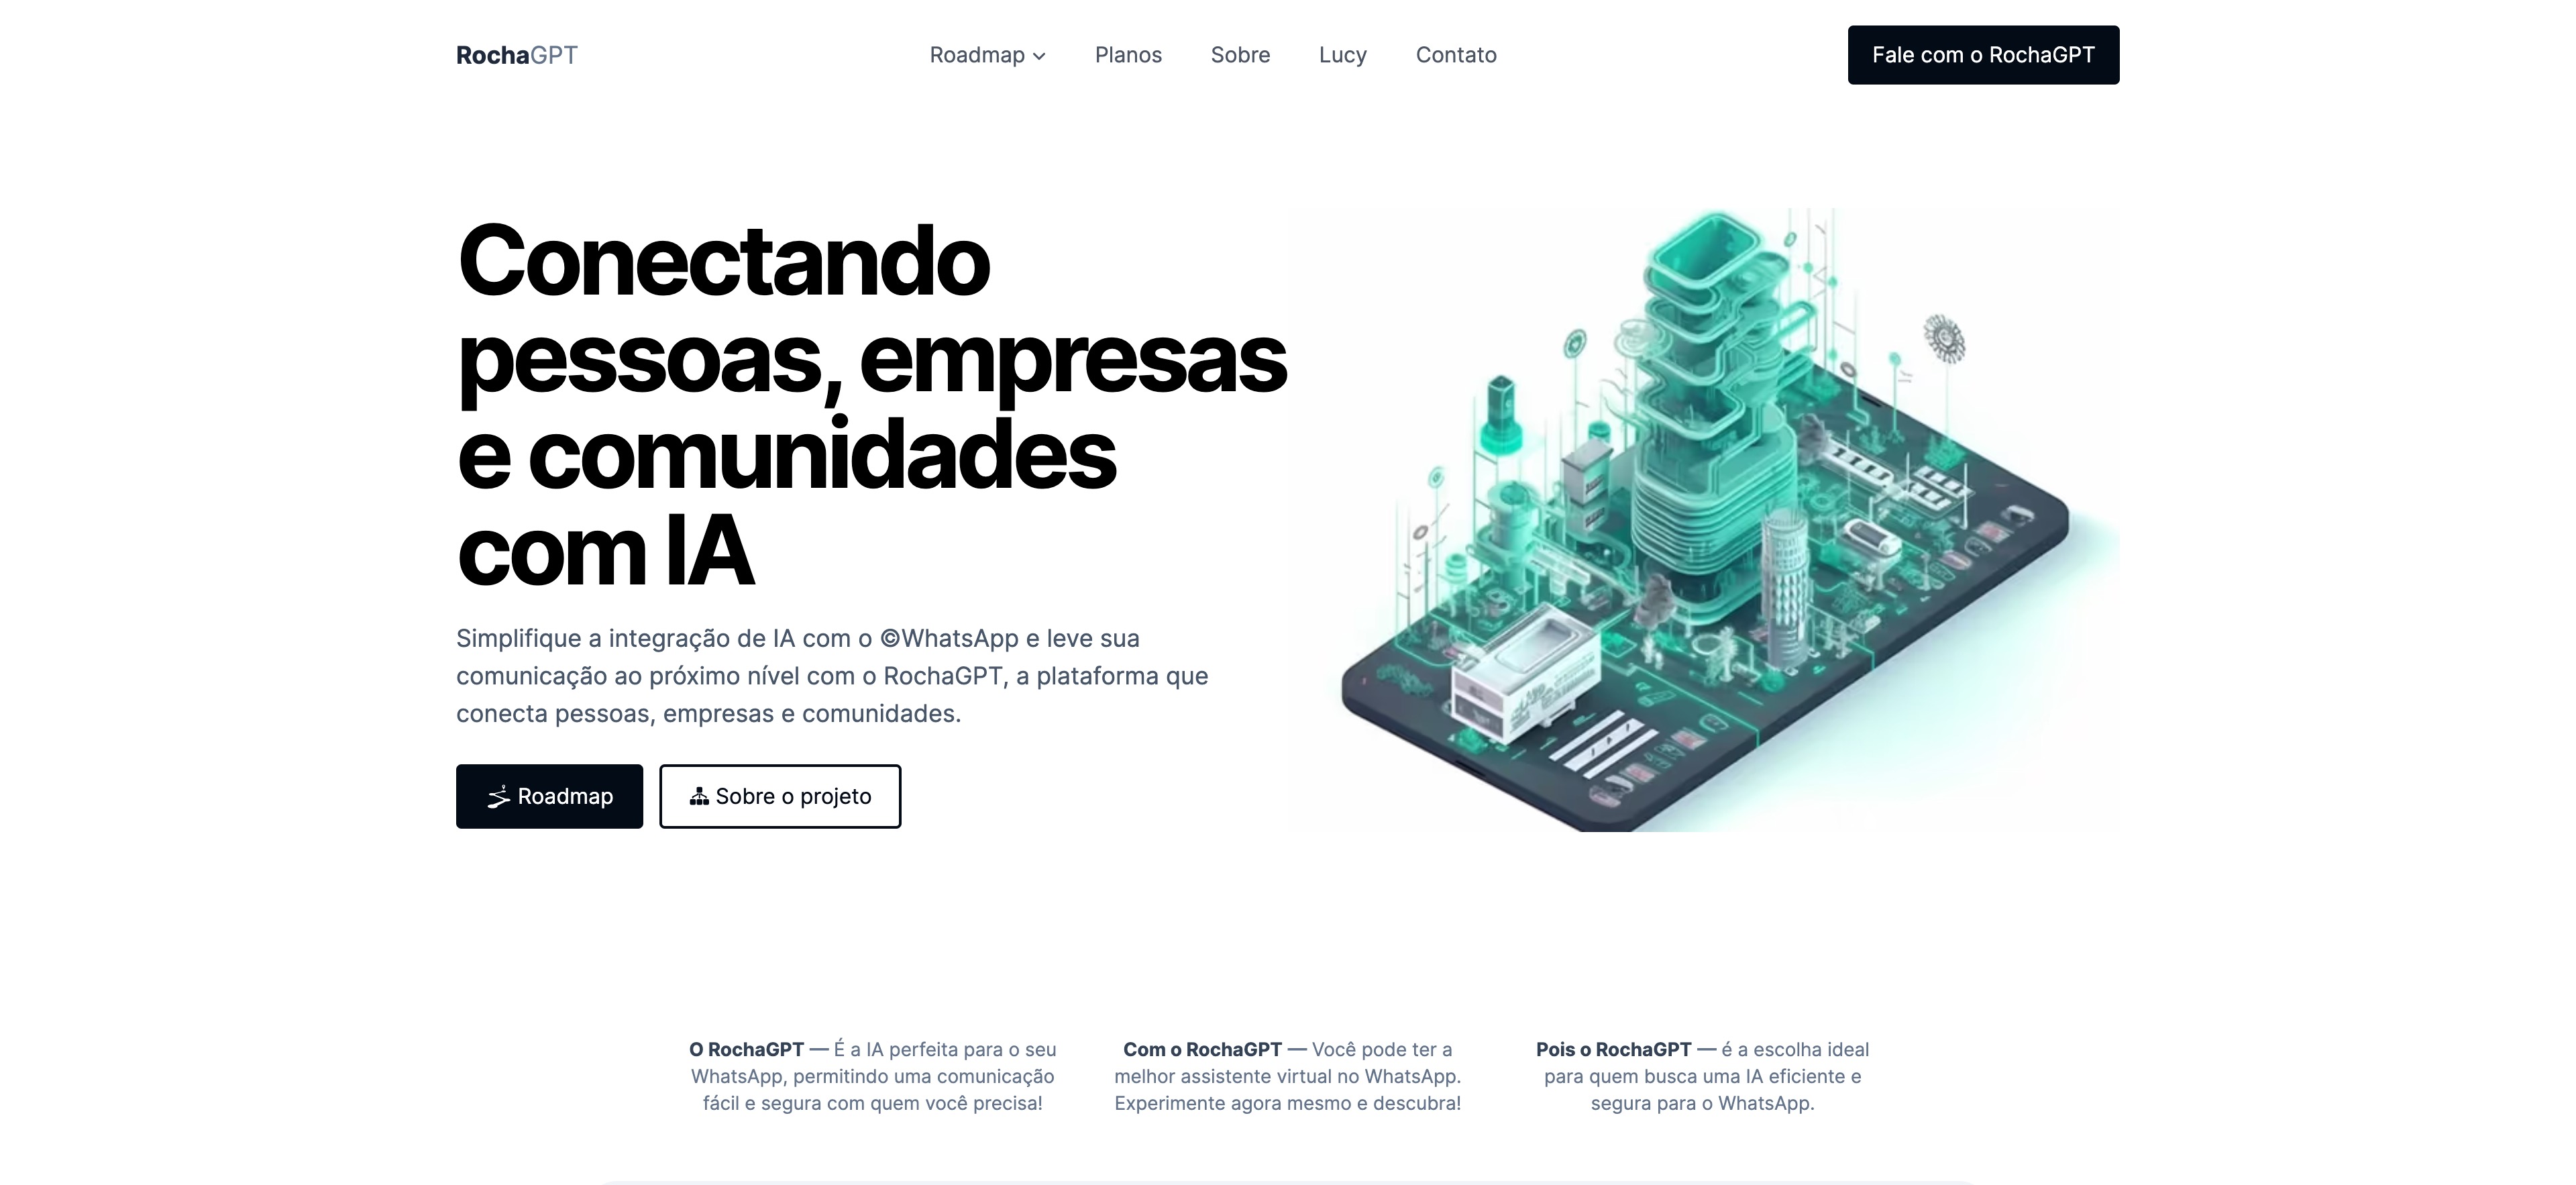 RochaGPT
Roadmap
Planos
Sobre
Lucy
Contato
Fale com o RochaGPT
Conectando
pessoas, empresas
e comunidades
com IA
Simplifique a integração de IA com o ©WhatsApp e leve sua
comunicação ao próximo nível com o RochaGPT, a plataforma que
conecta pessoas, empresas e comunidades.
Roadmap
Sobre o projeto
O RochaGPT — É a IA perfeita para o seu
WhatsApp, permitindo uma comunicação
fácil e segura com quem você precisa!
Com o RochaGPT — Você pode ter a
melhor assistente virtual no WhatsApp.
Experimente agora mesmo e descubra!
Pois o RochaGPT — é a escolha ideal
para quem busca uma IA eficiente e
segura para o WhatsApp.